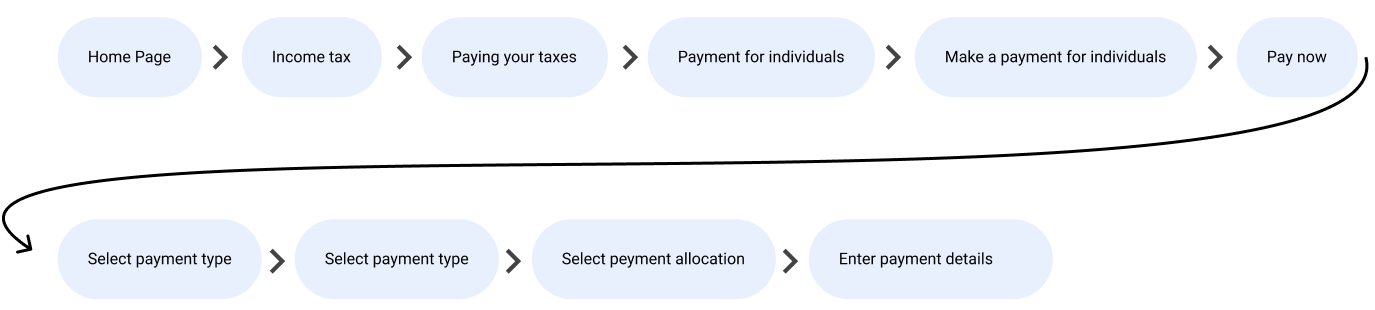 Home Page
Income tax
Paying your taxes
Payment for individuals
Make a payment for individuals
Pay now
Select payment type
Select payment type
Select peyment allocation
Enter payment details